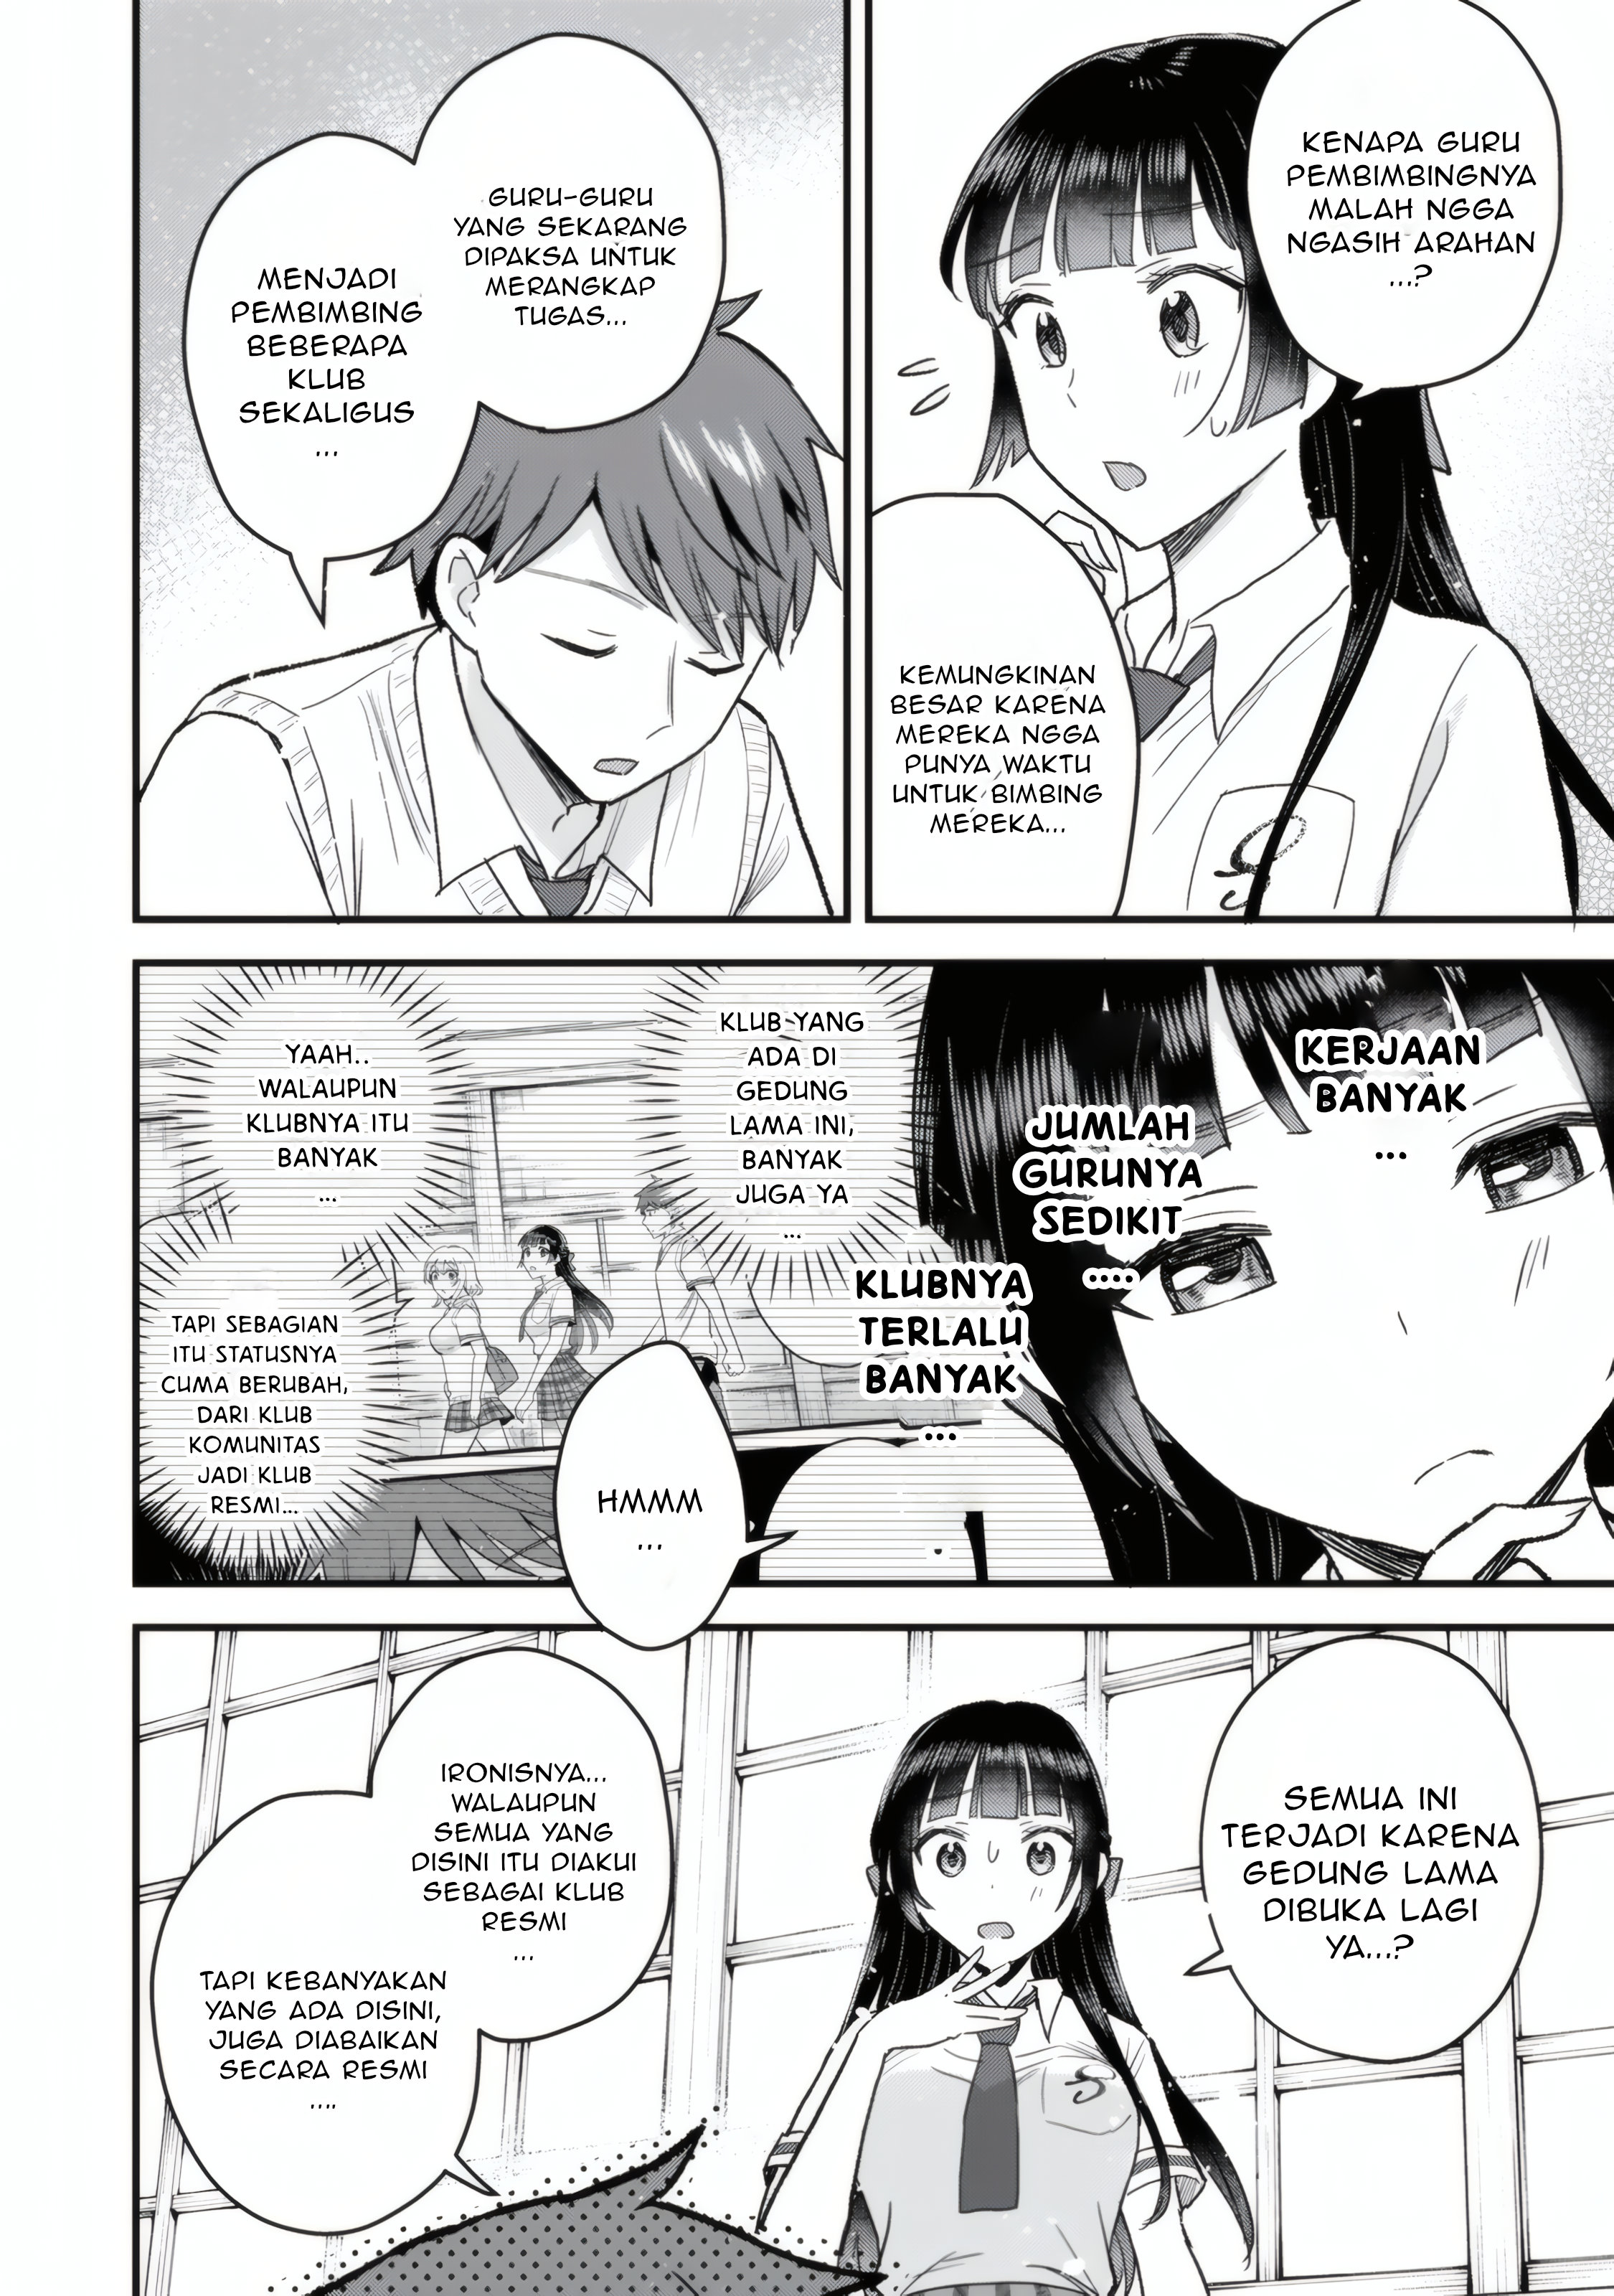 KENAPA GURU
PEMBIMBINGNYA
MALAH NGGA
NGASIH ARAHAN
...?
KEMUNGKINAN
BESAR KARENA
MEREKA NGGA
PUNYA WAKTU
UNTUK BIMBING
MEREKA...
GURU-GURU
YANG SEKARANG
DIPAKSA UNTUK
MERANGKAP
TUGAS...
MENJADI
PEMBIMBING
BEBERAPA
KLUB
SEKALIGUS
...
KERJAAN
BANYAK
...
JUMLAH
GURUNYA
SEDIKIT
....
KLUBNYA
TERLALU
BANYAK
...
KLUB YANG
ADA DI
GEDUNG
LAMA INI,
BANYAK
JUGA YA
...
YAAH..
WALAUPUN
KLUBNYA ITU
BANYAK
...
TAPI SEBAGIAN
ITU STATUSNYA
CUMA BERUBAH,
DARI KLUB
KOMUNITAS
JADI KLUB
RESMI...
HMMM
...
SEMUA INI
TERJADI KARENA
GEDUNG LAMA
DIBUKA LAGI
YA...?
IRONISNYA...
WALAUPUN
SEMUA YANG
DISINI ITU DIAKUI
SEBAGAI KLUB
RESMI
...
TAPI KEBANYAKAN
YANG ADA DISINI,
JUGA DIABAIKAN
SECARA RESMI
....
S
S